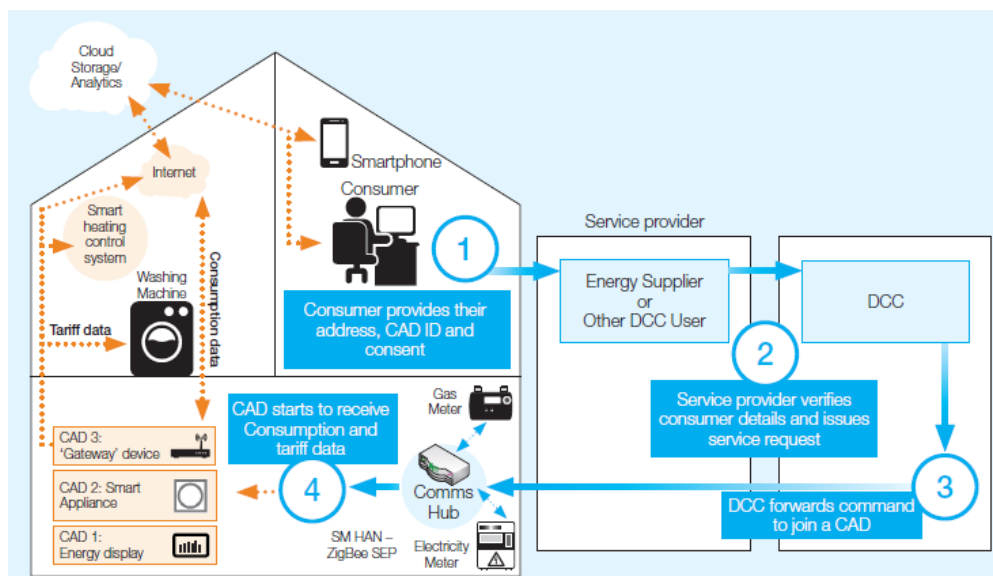 Cloud
Storage/
Analytics
Internet
Smart
heating
control
system
Washing
Machine
Tariff data
Consumption data
Smartphone
Consumer
1
Consumer provides their
address, CAD ID and
consent
Service provider
Energy Supplier
or
Other DCC User
DCC
2
Service provider verifies
consumer details and issues
service request
3
DCC forwards command
to join a CAD
Gas
Meter
Comms
Hub
Electricity
Meter
SM HAN –
ZigBee SEP
4
CAD starts to receive
Consumption and
tariff data
CAD 3:
'Gateway' device
CAD 2: Smart
Appliance
CAD 1:
Energy display